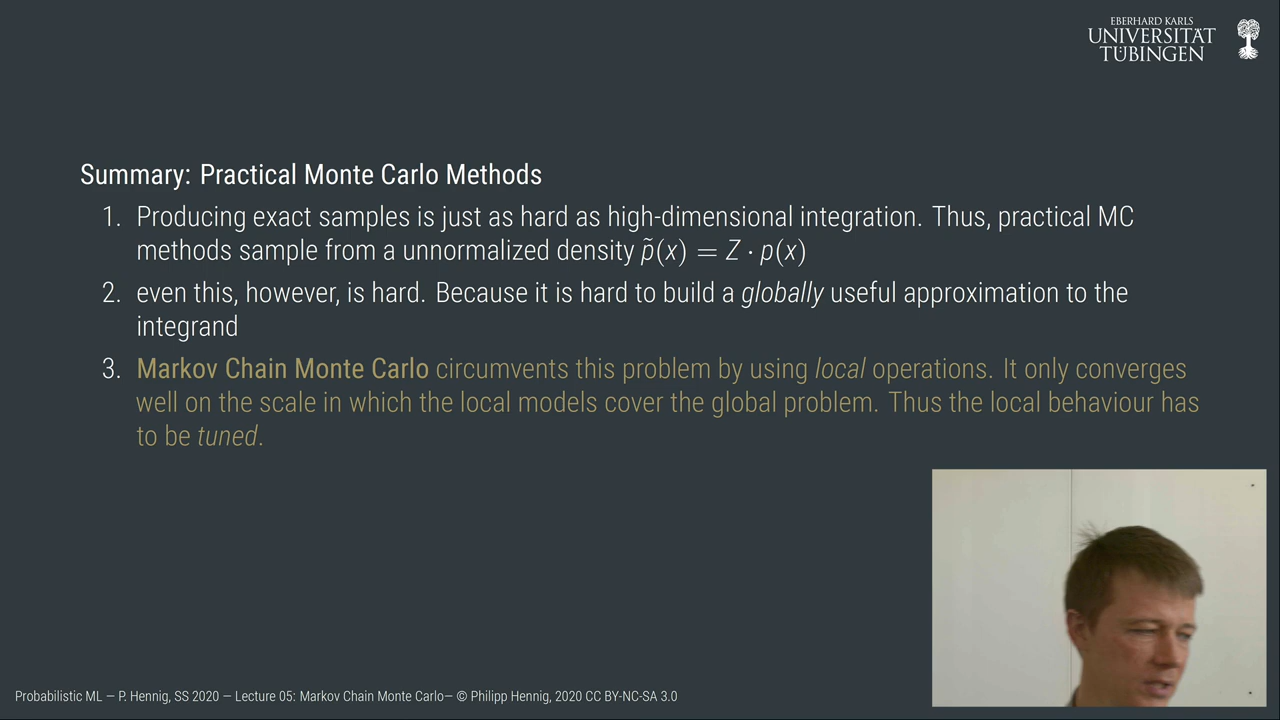 EBERHARD KARLS
UNIVERSITÄT
TÜBINGEN
Summary: Practical Monte Carlo Methods
1. Producing exact samples is just as hard as high-dimensional integration. Thus, practical MC
methods sample from a unnormalized density p̃(x) = Z · p(x)
2. even this, however, is hard. Because it is hard to build a globally useful approximation to the
integrand
3. Markov Chain Monte Carlo circumvents this problem by using local operations. It only converges
well on the scale in which the local models cover the global problem. Thus the local behaviour has
to be tuned.
Probabilistic ML — P. Hennig, SS 2020 — Lecture 05: Markov Chain Monte Carlo— © Philipp Hennig, 2020 CC BY-NC-SA 3.0